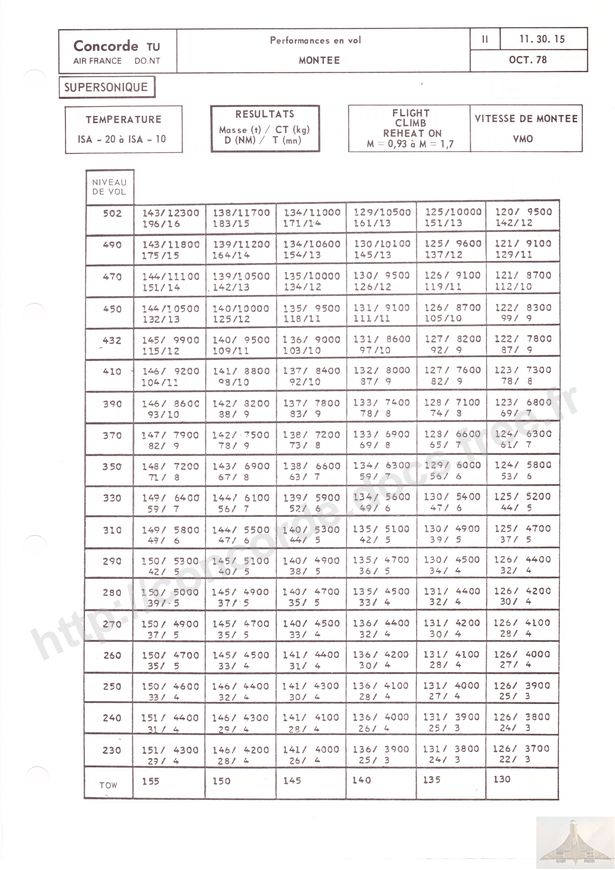 Concorde TU
AIR FRANCE DO.NT
Performances en vol
MONTEE
II
11. 30. 15
OCT. 78
SUPERSONIQUE
TEMPERATURE
ISA - 20 à ISA - 10
RESULTATS
Masse (t) / CT (kg)
D (NM) / T (mn)
FLIGHT
CLIMB
REHEAT ON
M = 0,93 à M = 1,7
VITESSE DE MONTEE
VMO
NIVEAU
DE VOL
502 143/12300 138/11700 134/11000 129/10500 125/10000 120/ 9500
196/16 183/15 171/14 161/13 151/13 142/12
490 143/11800 139/11200 134/10600 130/10100 125/ 9600 121/ 9100
175/15 164/14 154/13 145/13 137/12 129/11
470 144/11100 139/10500 135/10000 130/ 9500 126/ 9100 121/ 8700
151/14 142/13 134/12 126/12 119/11 112/10
450 144/10500 140/10000 135/ 9500 131/ 9100 126/ 8700 122/ 8300
132/13 125/12 118/11 111/11 105/10 99/ 9
432 145/ 9900 140/ 9500 136/ 9000 131/ 8600 127/ 8200 122/ 7800
115/12 109/11 103/10 97/10 92/ 9 87/ 9
410 146/ 9200 141/ 8800 137/ 8400 132/ 8000 127/ 7600 123/ 7300
104/11 98/10 92/10 87/ 9 82/ 9 78/ 8
390 146/ 8600 142/ 8200 137/ 7800 133/ 7400 128/ 7100 123/ 6800
93/10 88/ 9 83/ 9 78/ 8 74/ 8 69/ 7
370 147/ 7900 142/ 7500 138/ 7200 133/ 6900 128/ 6600 124/ 6300
82/ 9 78/ 9 73/ 8 69/ 8 65/ 7 61/ 7
350 148/ 7200 143/ 6900 138/ 6600 134/ 6300 129/ 6000 124/ 5800
71/ 8 67/ 8 63/ 7 59/ 7 56/ 6 53/ 6
330 149/ 6400 144/ 6100 139/ 5900 134/ 5600 130/ 5400 125/ 5200
59/ 7 56/ 7 52/ 6 49/ 6 47/ 6 44/ 5
310 149/ 5800 144/ 5500 140/ 5300 135/ 5100 130/ 4900 125/ 4700
49/ 6 47/ 6 44/ 5 42/ 5 39/ 5 37/ 5
290 150/ 5300 145/ 5100 140/ 4900 135/ 4700 130/ 4500 126/ 4400
42/ 5 40/ 5 38/ 5 36/ 5 34/ 4 32/ 4
280 150/ 5000 145/ 4900 140/ 4700 135/ 4500 131/ 4400 126/ 4200
39/ 5 37/ 5 35/ 5 33/ 4 32/ 4 30/ 4
270 150/ 4900 145/ 4700 140/ 4500 136/ 4400 131/ 4200 126/ 4100
37/ 5 35/ 5 33/ 4 32/ 4 30/ 4 28/ 4
260 150/ 4700 145/ 4500 141/ 4400 136/ 4200 131/ 4100 126/ 4000
35/ 5 33/ 4 31/ 4 30/ 4 28/ 4 27/ 4
250 150/ 4600 146/ 4400 141/ 4300 136/ 4100 131/ 4000 126/ 3900
33/ 4 32/ 4 30/ 4 28/ 4 27/ 4 25/ 3
240 151/ 4400 146/ 4300 141/ 4100 136/ 4000 131/ 3900 126/ 3800
31/ 4 29/ 4 28/ 4 26/ 4 25/ 3 24/ 3
230 151/ 4300 146/ 4200 141/ 4000 136/ 3900 131/ 3800 126/ 3700
29/ 4 28/ 4 26/ 4 25/ 3 24/ 3 22/ 3
TOW 155 150 145 140 135 130
http://concorde.docs.free.fr